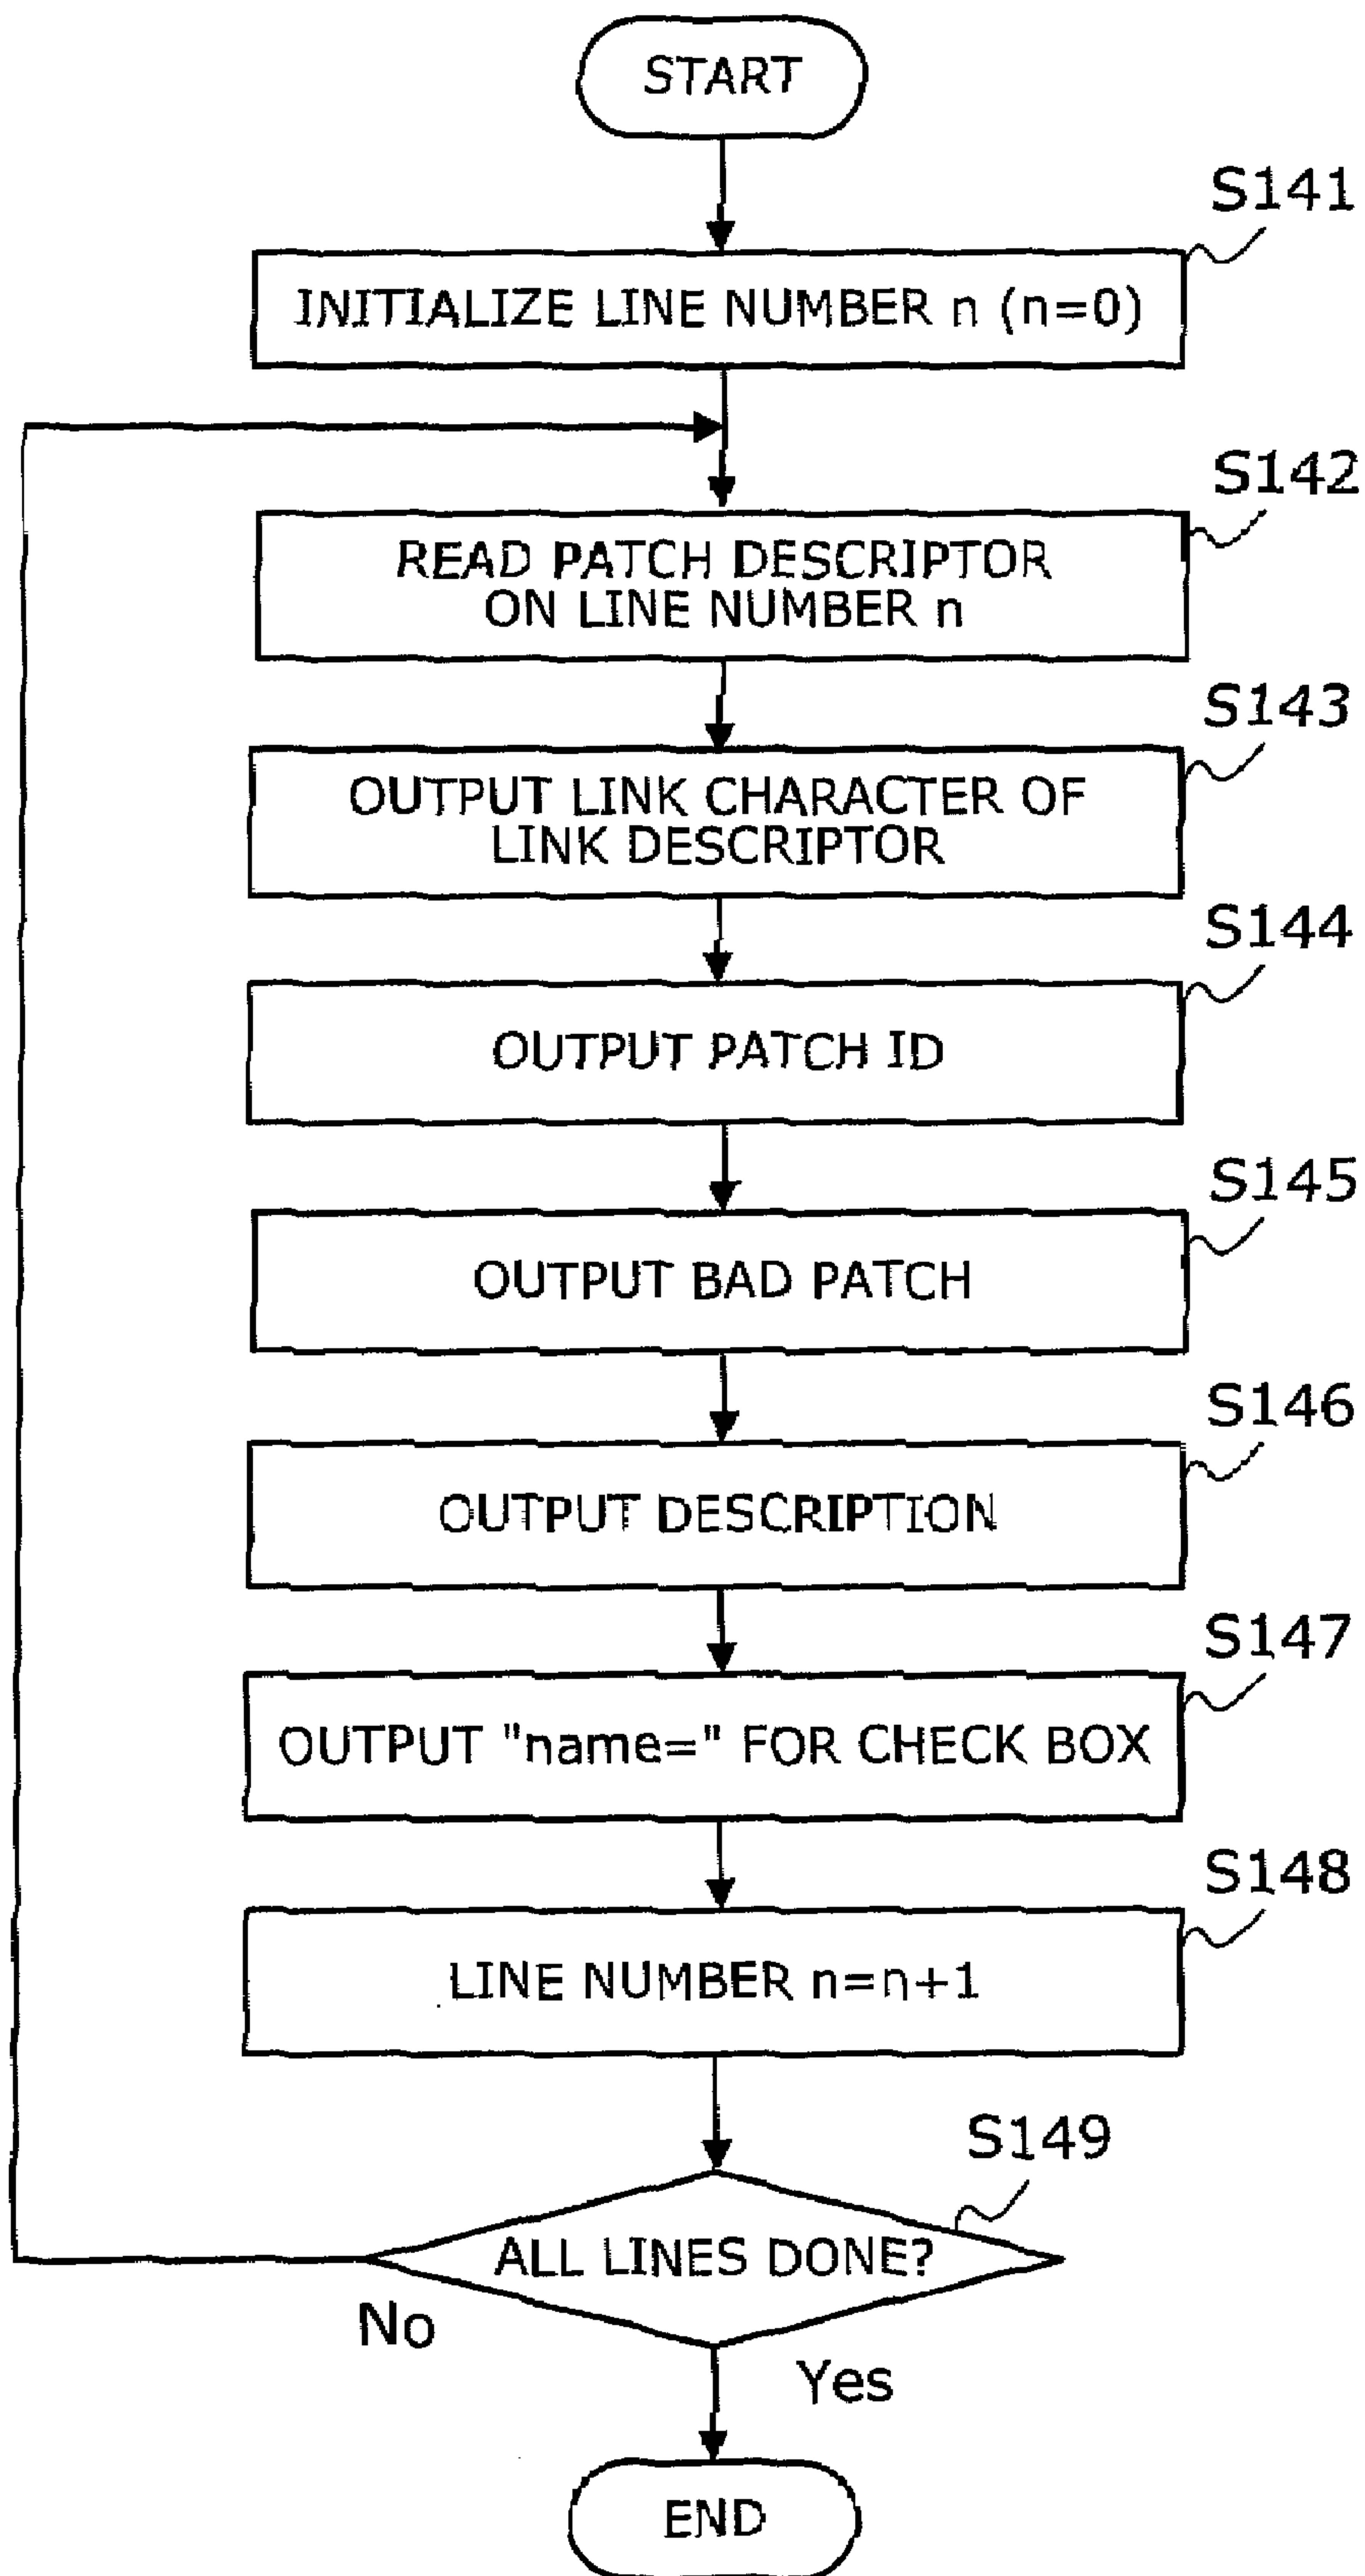 START
S141
INITIALIZE LINE NUMBER n (n=0)
S142
READ PATCH DESCRIPTOR
ON LINE NUMBER n
S143
OUTPUT LINK CHARACTER OF
LINK DESCRIPTOR
S144
OUTPUT PATCH ID
S145
OUTPUT BAD PATCH
S146
OUTPUT DESCRIPTION
S147
OUTPUT "name=" FOR CHECK BOX
S148
LINE NUMBER n=n+1
S149
ALL LINES DONE?
No
Yes
END